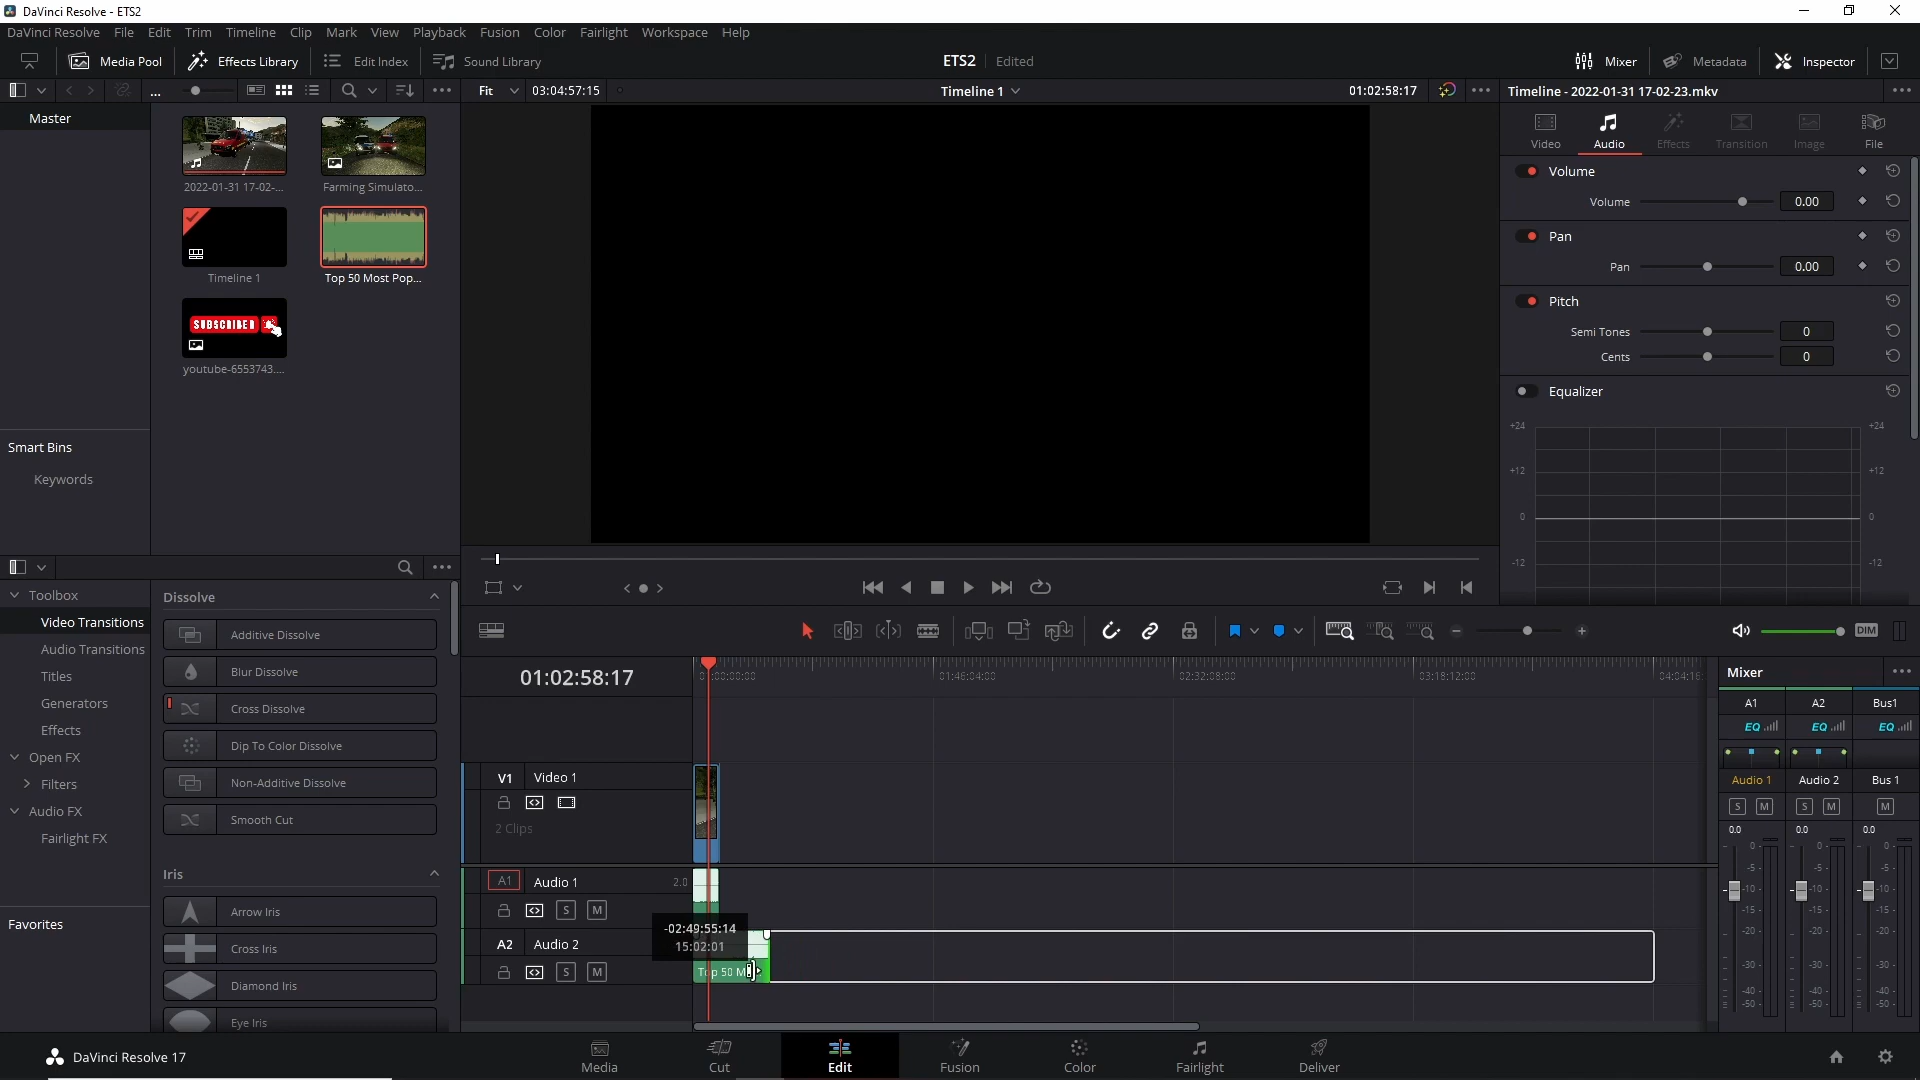 DaVinci Resolve - ETS2
DaVinci Resolve File Edit Trim Timeline Clip Mark View Playback Fusion Color Fairlight Workspace Help
Media Pool Effects Library Edit Index Sound Library ETS2 Edited Mixer Metadata Inspector
... Fit 03:04:57:15 Timeline 1 01:02:58:17 Timeline - 2022-01-31 17-02-23.mkv
Master
2022-01-31 17-02-...
Farming Simulato...
Timeline 1
Top 50 Most Pop...
SUBSCRIBED
youtube-6553743....
Smart Bins
Keywords
Video Audio Effects Transition Image File
Volume
Volume 0.00
Pan
Pan 0.00
Pitch
Semi Tones 0
Cents 0
Equalizer
+24 +24
+12 +12
0 0
-12 -12
Toolbox
Video Transitions
Audio Transitions
Titles
Generators
Effects
Open FX
Filters
Audio FX
Fairlight FX
Favorites
Dissolve
Additive Dissolve
Blur Dissolve
Cross Dissolve
Dip To Color Dissolve
Non-Additive Dissolve
Smooth Cut
Iris
Arrow Iris
Cross Iris
Diamond Iris
Eye Iris
DIM
01:02:58:17
:00:00:00 01:46:04:00 02:32:08:00 03:18:12:00 04:04:16:
V1 Video 1
2 Clips
A1 Audio 1 2.0
S M
A2 Audio 2
S M
-02:49:55:14
15:02:01
Top 50 M
Mixer
A1 A2 Bus1
EQ EQ EQ
Audio 1 Audio 2 Bus 1
S M S M M
0.0 0.0 0.0
0- 0- 0-
-5- -5- -5-
-10- -10- -10-
-15- -15- -15-
-20- -20- -20-
-30- -30- -30-
-40- -40- -40-
-50- -50- -50-
DaVinci Resolve 17
Media Cut Edit Fusion Color Fairlight Deliver